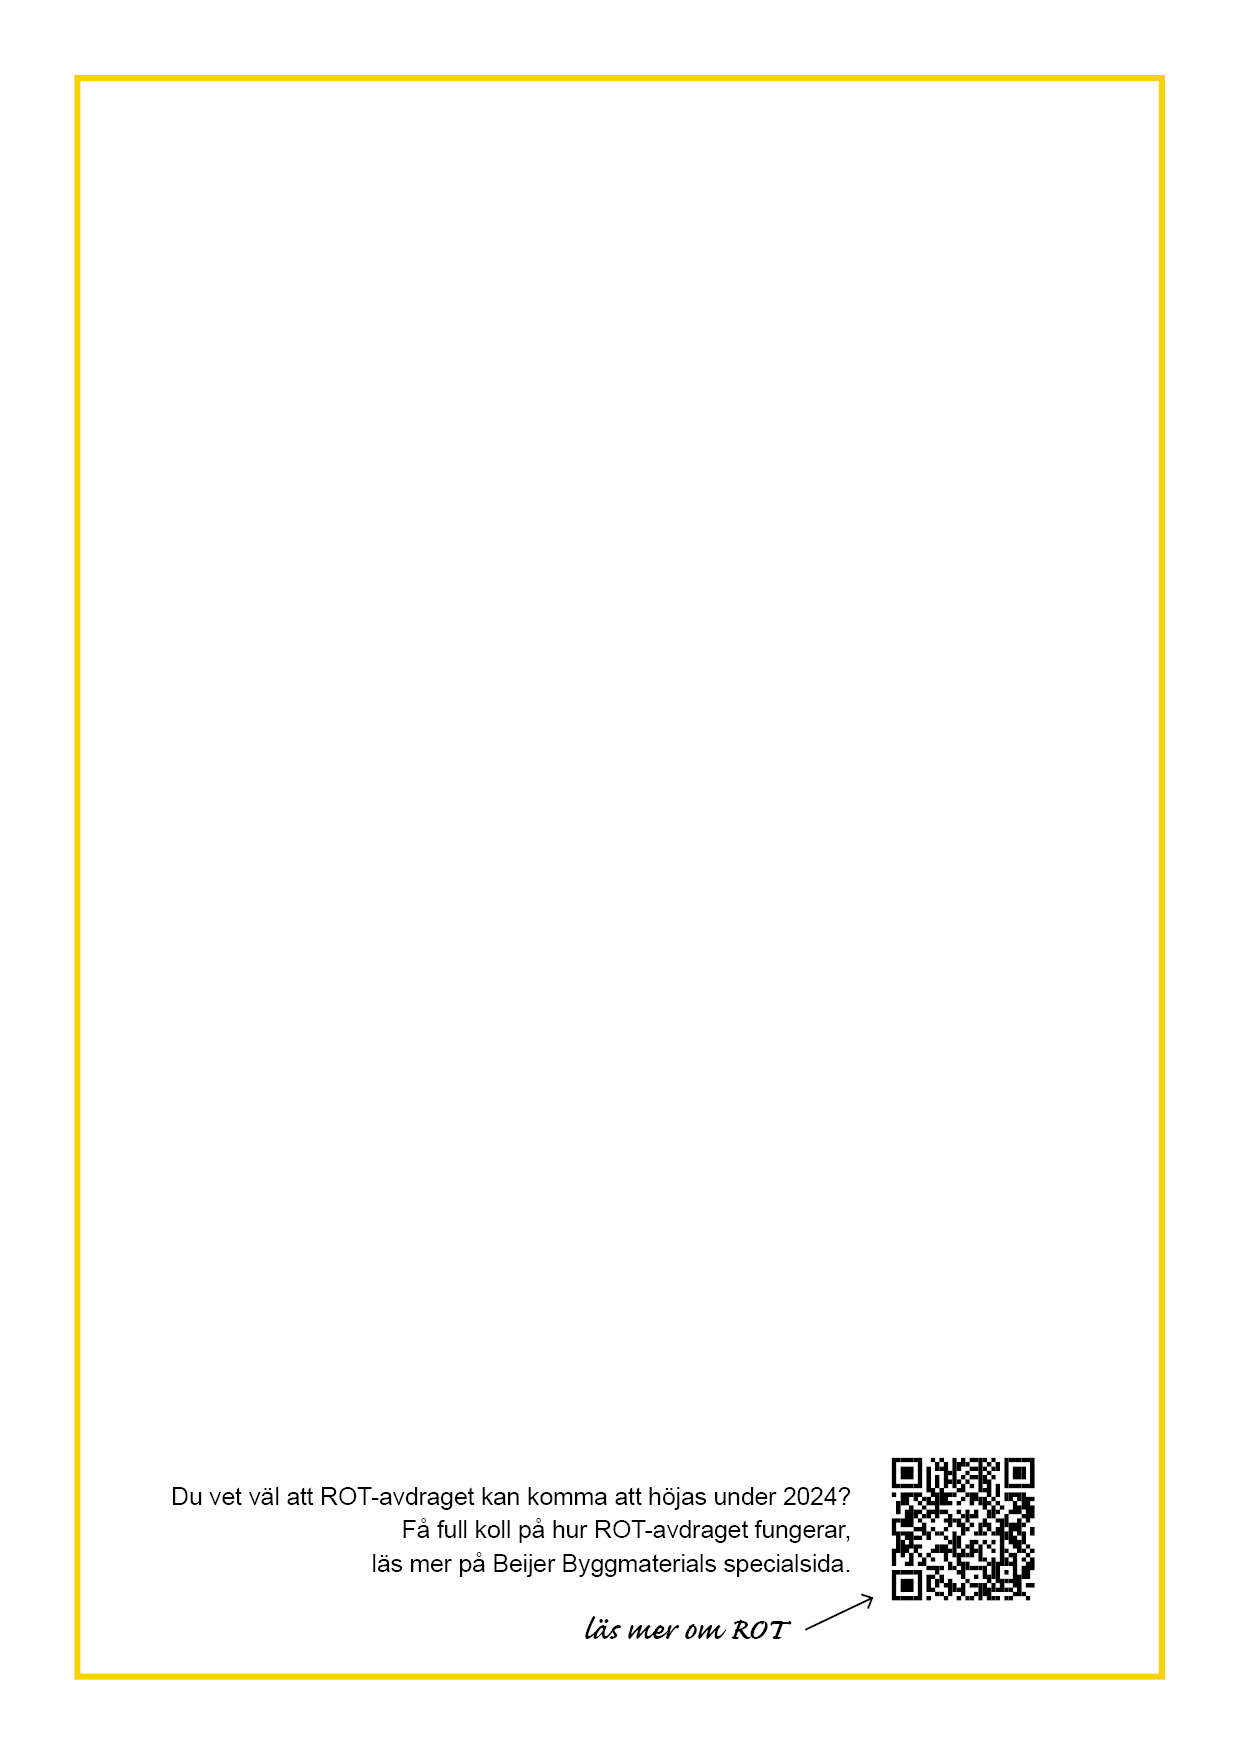 Du vet väl att ROT-avdraget kan komma att höjas under 2024?
Få full koll på hur ROT-avdraget fungerar,
läs mer på Beijer Byggmaterials specialsida.
läs mer om ROT